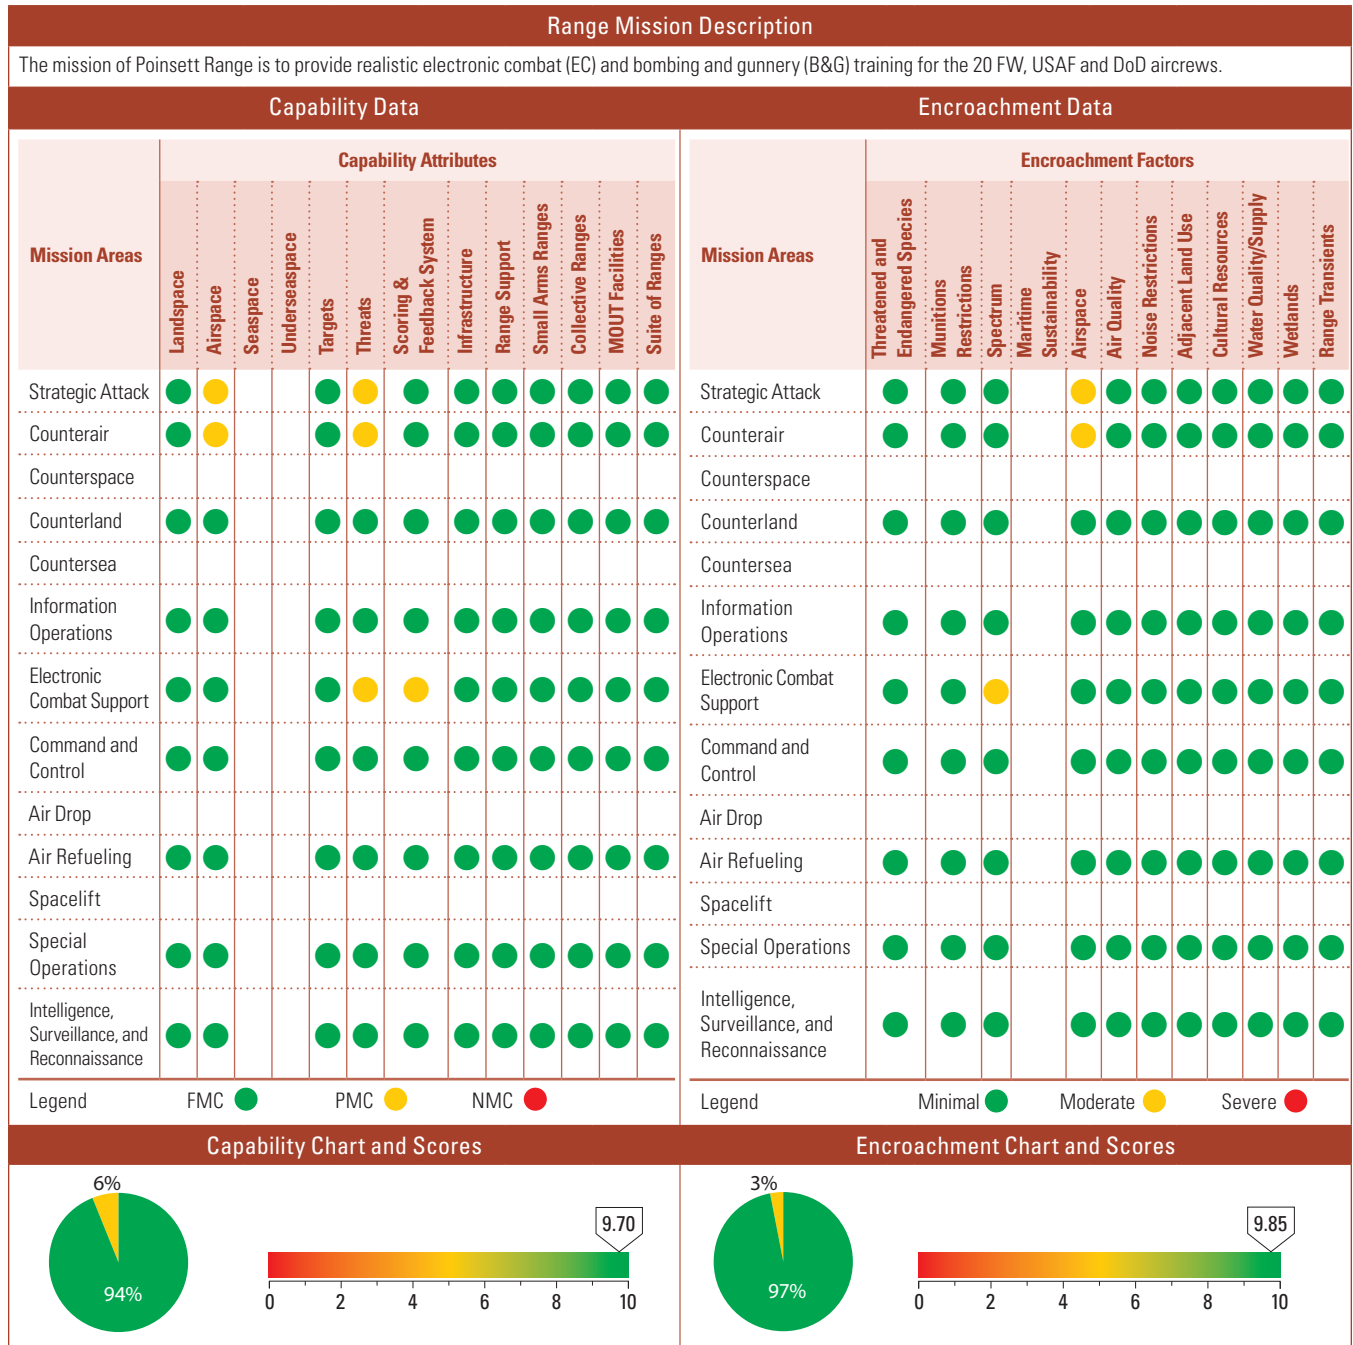 Range Mission Description
The mission of Poinsett Range is to provide realistic electronic combat (EC) and bombing and gunnery (B&G) training for the 20 FW, USAF and DoD aircrews.
Capability Data
Mission Areas
Capability Attributes
Landspace
Airspace
Seaspace
Underseaspace
Targets
Threats
Scoring &
Feedback System
Infrastructure
Range Support
Small Arms Ranges
Collective Ranges
MOUT Facilities
Suite of Ranges
Strategic Attack
Counterair
Counterspace
Counterland
Countersea
Information
Operations
Electronic
Combat Support
Command and
Control
Air Drop
Air Refueling
Spacelift
Special
Operations
Intelligence,
Surveillance, and
Reconnaissance
Legend FMC PMC NMC
Encroachment Data
Mission Areas
Encroachment Factors
Threatened and
Endangered Species
Munitions
Restrictions
Spectrum
Maritime
Sustainability
Airspace
Air Quality
Noise Restrictions
Adjacent Land Use
Cultural Resources
Water Quality/Supply
Wetlands
Range Transients
Strategic Attack
Counterair
Counterspace
Counterland
Countersea
Information
Operations
Electronic Combat
Support
Command and
Control
Air Drop
Air Refueling
Spacelift
Special Operations
Intelligence,
Surveillance, and
Reconnaissance
Legend Minimal Moderate Severe
Capability Chart and Scores
6%
94%
9.70
0 2 4 6 8 10
Encroachment Chart and Scores
3%
97%
9.85
0 2 4 6 8 10